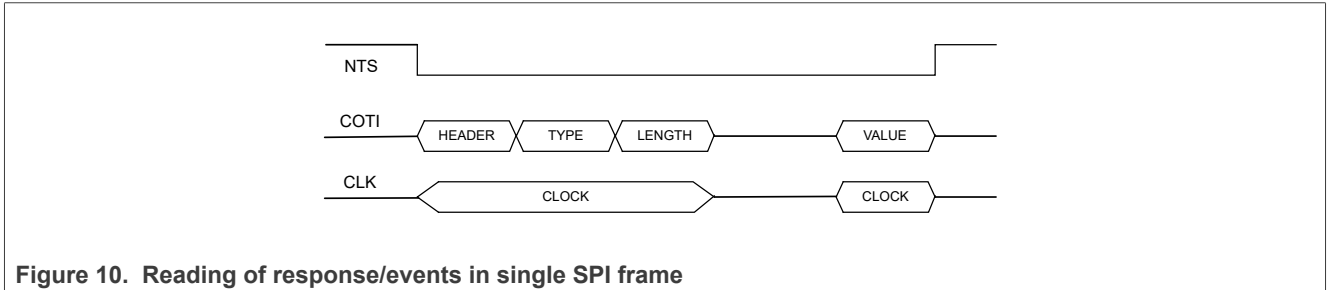 NTS
COTI
HEADER TYPE LENGTH VALUE
CLK
CLOCK CLOCK
Figure 10. Reading of response/events in single SPI frame